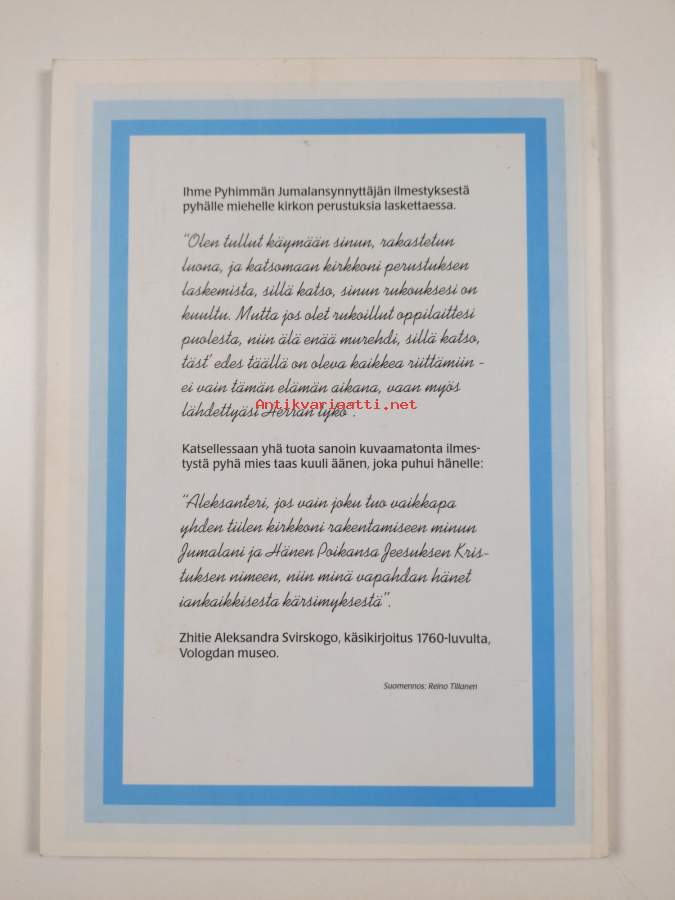 Ihme Pyhimmän Jumalansynnyttäjän ilmestyksestä
pyhälle miehelle kirkon perustuksia laskettaessa.
"Olen tullut käymään sinun, rakastetun
luona, ja katsomaan kirkkoni perustuksen
laskemista, sillä katso, sinun rukouksesi on
kuultu. Mutta jos olet rukoillut oppilaittesi
puolesta, niin älä enää murehdi, sillä katso,
täst' edes täällä on oleva kaikkea riittämiin -
ei vain tämän elämän aikana, vaan myös
lähdettyäsi Herran tykö".
Antikvariaatti.net
Katsellessaan yhä tuota sanoin kuvaamatonta ilmes-
tystä pyhä mies taas kuuli äänen, joka puhui hänelle:
"Aleksanteri, jos vain joku tuo vaikkapa
yhden tiilen kirkkoni rakentamiseen minun
Jumalani ja Hänen Poikansa Jeesuksen Kris-
tuksen nimeen, niin minä vapahdan hänet
iankaikkisesta kärsimyksestä".
Zhitie Aleksandra Svirskogo, käsikirjoitus 1760-luvulta,
Vologdan museo.
Suomennos: Reino Tillanen